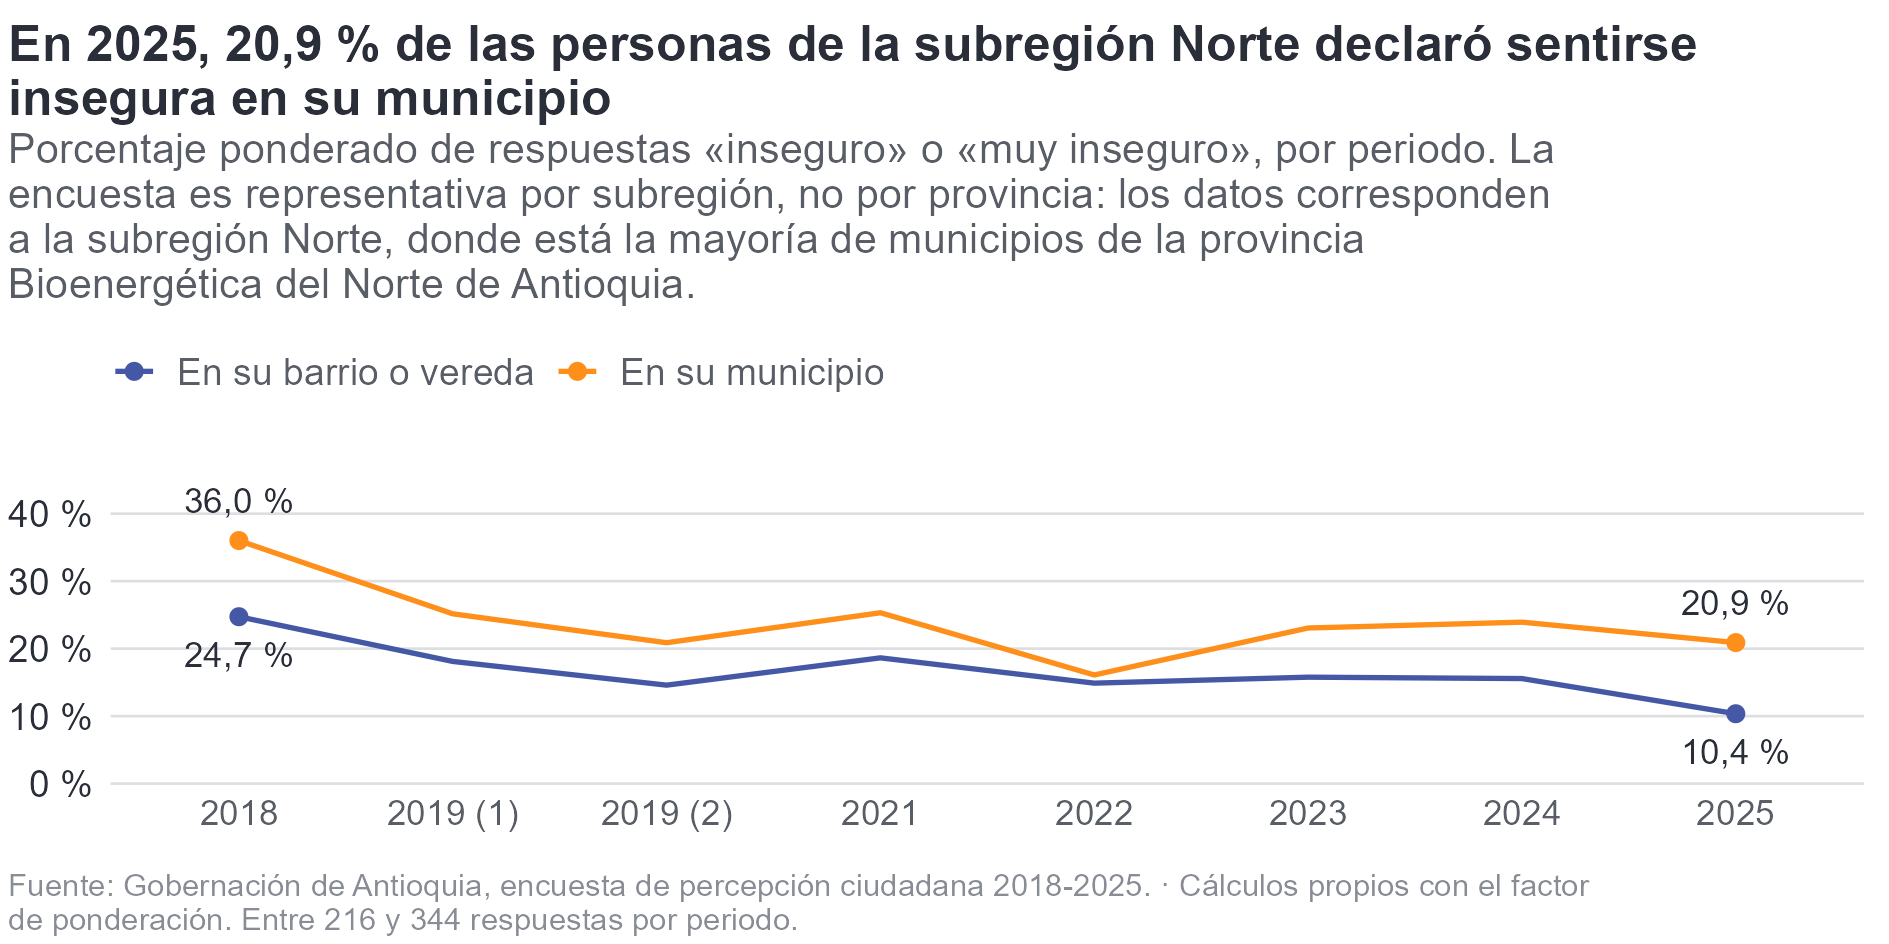 En 2025, 20,9 % de las personas de la subregión Norte declaró sentirse
insegura en su municipio
Porcentaje ponderado de respuestas «inseguro» o «muy inseguro», por periodo. La
encuesta es representativa por subregión, no por provincia: los datos corresponden
a la subregión Norte, donde está la mayoría de municipios de la provincia
Bioenergética del Norte de Antioquia.
En su barrio o vereda
En su municipio
40 %
30 %
20 %
10 %
0 %
36,0 %
24,7 %
20,9 %
10,4 %
2018
2019 (1)
2019 (2)
2021
2022
2023
2024
2025
Fuente: Gobernación de Antioquia, encuesta de percepción ciudadana 2018-2025. · Cálculos propios con el factor
de ponderación. Entre 216 y 344 respuestas por periodo.